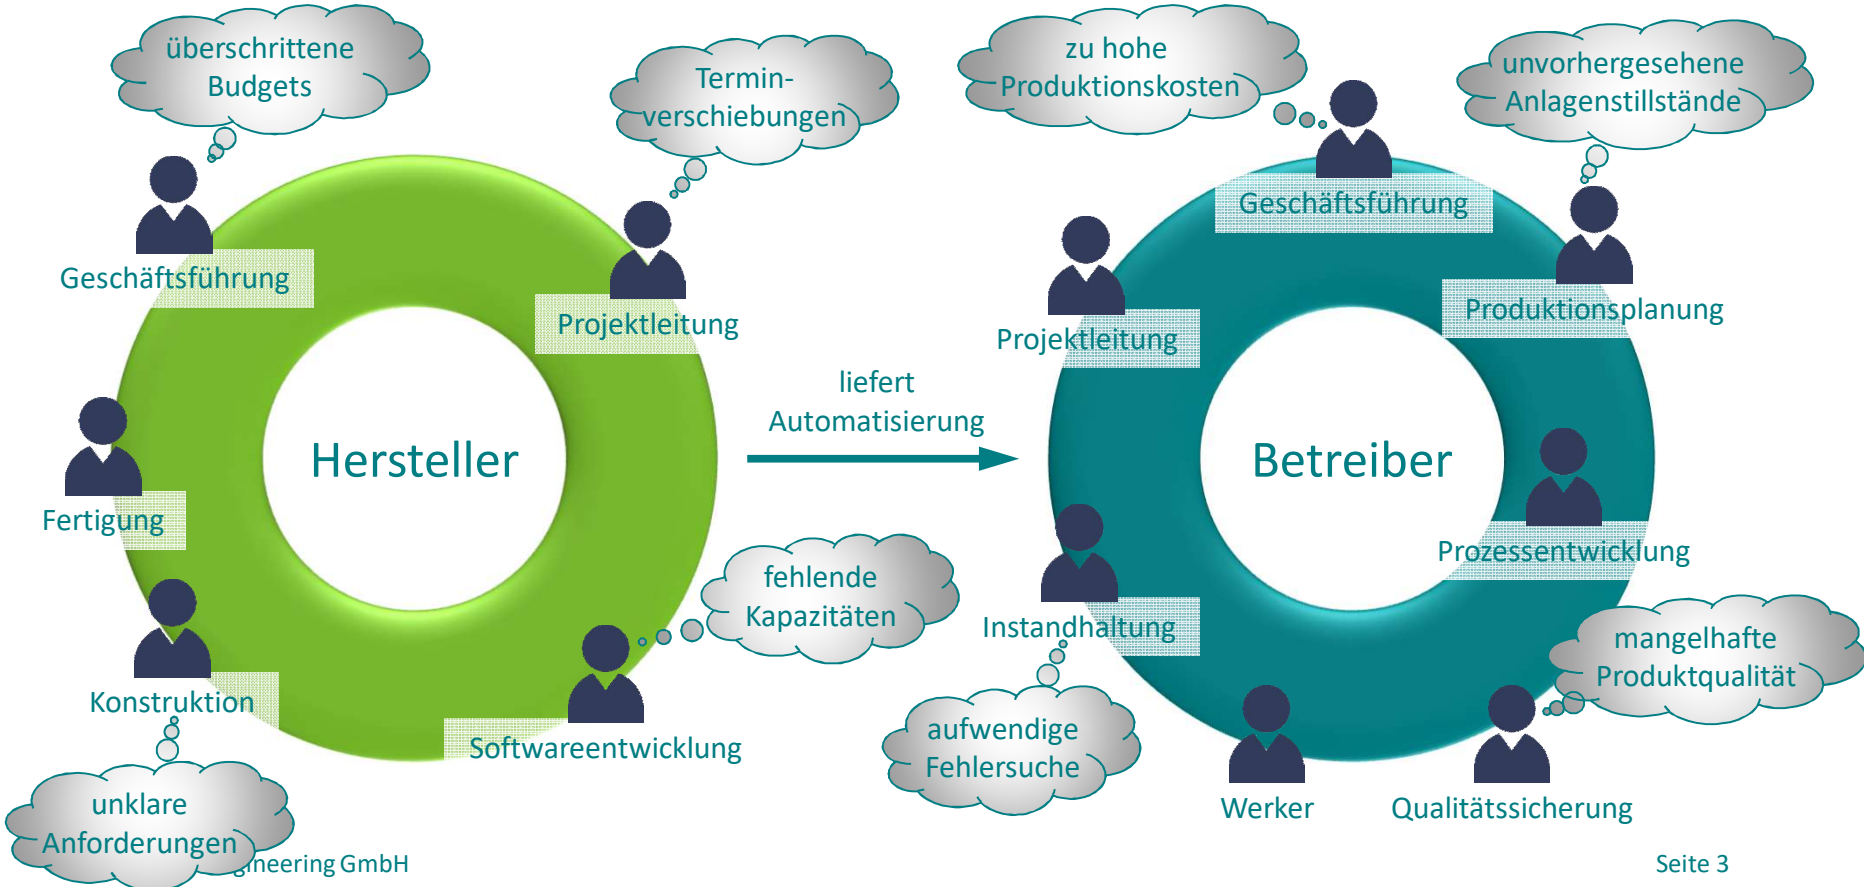 überschrittene
Budgets
Termin-
verschiebungen
Geschäftsführung
Projektleitung
Hersteller
Fertigung
Konstruktion
Softwareentwicklung
fehlende
Kapazitäten
unklare
Anforderungen
liefert
Automatisierung
zu hohe
Produktionskosten
unvorhergesehene
Anlagenstillstände
Geschäftsführung
Produktionsplanung
Projektleitung
Betreiber
Prozessentwicklung
Instandhaltung
mangelhafte
Produktqualität
aufwendige
Fehlersuche
Werker
Qualitätssicherung
GmbH
Seite 3